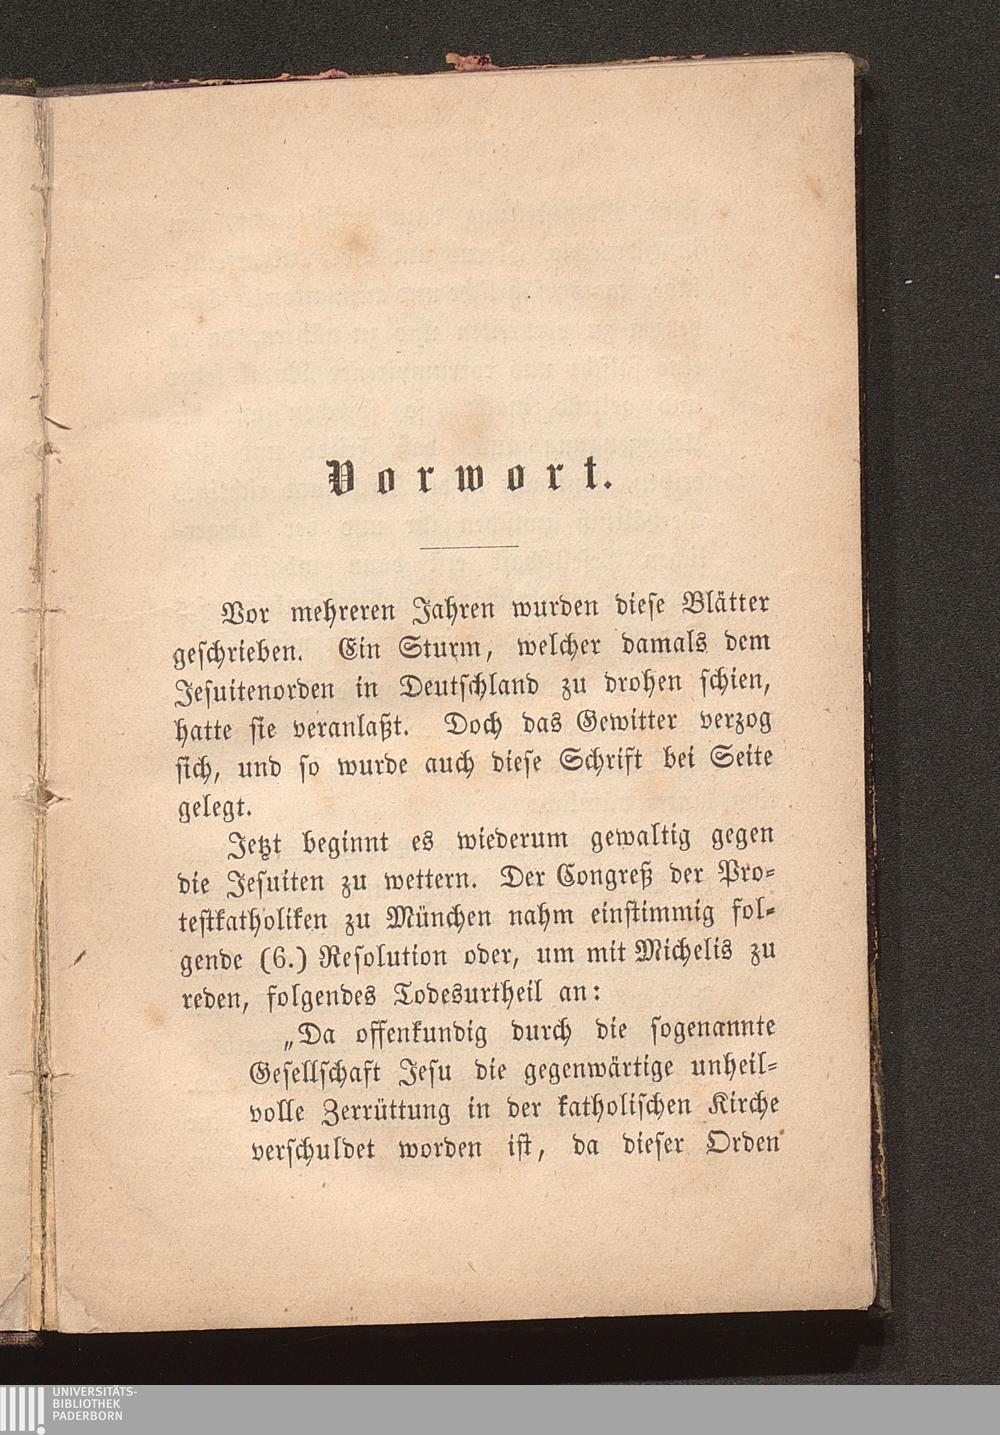 Vorwort.
Vor mehreren Jahren wurden diese Blätter
geschrieben. Ein Sturm, welcher damals dem
Jesuitenorden in Deutschland zu drohen schien,
hatte sie veranlaßt. Doch das Gewitter verzog
sich, und so wurde auch diese Schrift bei Seite
gelegt.
Jetzt beginnt es wiederum gewaltig gegen
die Jesuiten zu wettern. Der Congreß der Pro-
testkatholiken zu München nahm einstimmig fol-
gende (6.) Resolution oder, um mit Michelis zu
reden, folgendes Todesurtheil an:
„Da offenkundig durch die sogenannte
Gesellschaft Jesu die gegenwärtige unheil-
volle Zerrüttung in der katholischen Kirche
verschuldet worden ist, da dieser Orden
UNIVERSITÄTS-
BIBLIOTHEK
PADERBORN